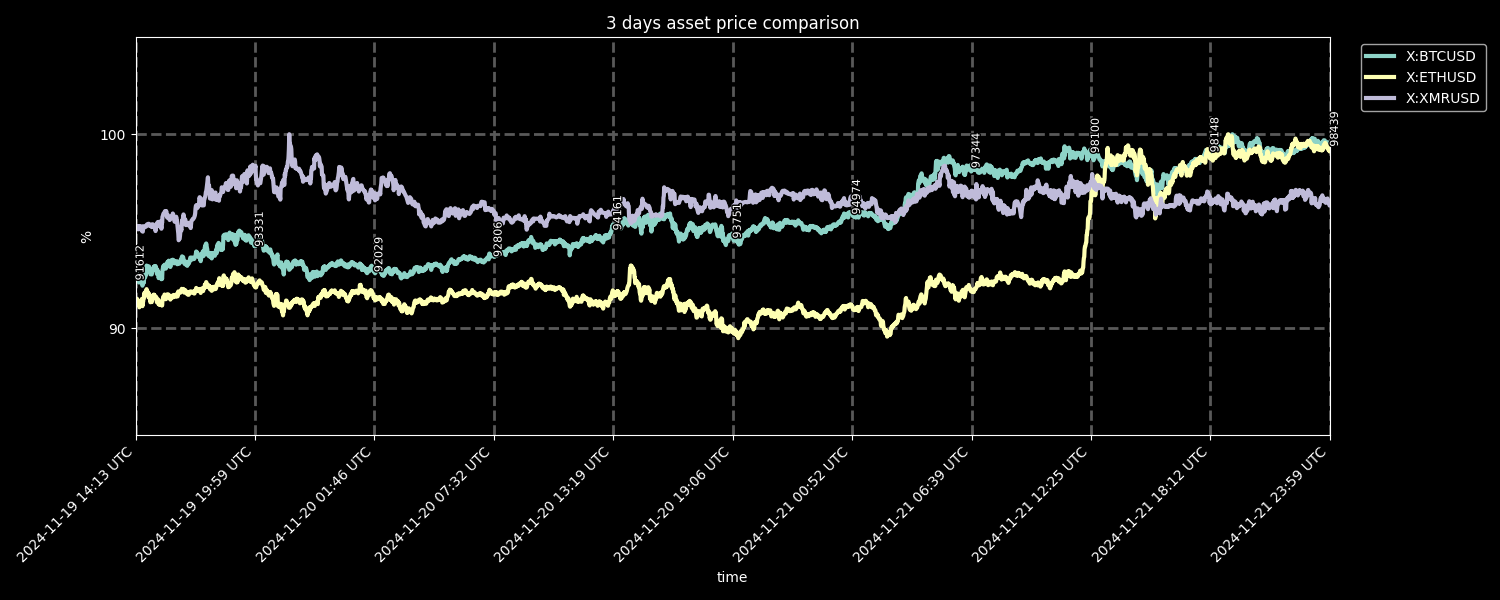 3 days asset price comparison
X:BTCUSD
X:ETHUSD
X:XMRUSD
100
90
%
91612
93331
92029
92806
94161
93751
94974
97344
98100
98148
98439
2024-11-19 14:13 UTC
2024-11-19 19:59 UTC
2024-11-20 01:46 UTC
2024-11-20 07:32 UTC
2024-11-20 13:19 UTC
2024-11-20 19:06 UTC
2024-11-21 00:52 UTC
2024-11-21 06:39 UTC
2024-11-21 12:25 UTC
2024-11-21 18:12 UTC
2024-11-21 23:59 UTC
time